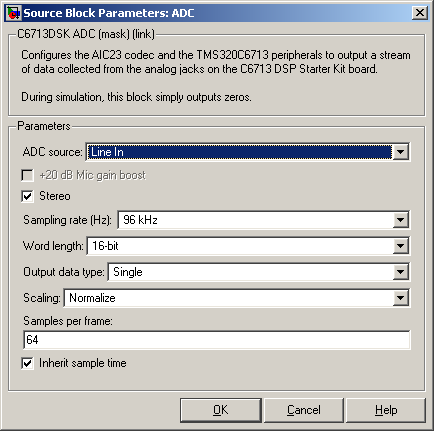 Source Block Parameters: ADC
C6713DSK ADC (mask) (link)
Configures the AIC23 codec and the TMS320C6713 peripherals to output a stream
of data collected from the analog jacks on the C6713 DSP Starter Kit board.
During simulation, this block simply outputs zeros.
Parameters
ADC source: Line In
+20 dB Mic gain boost
Stereo
Sampling rate (Hz): 96 kHz
Word length: 16-bit
Output data type: Single
Scaling: Normalize
Samples per frame:
64
Inherit sample time
OK Cancel Help